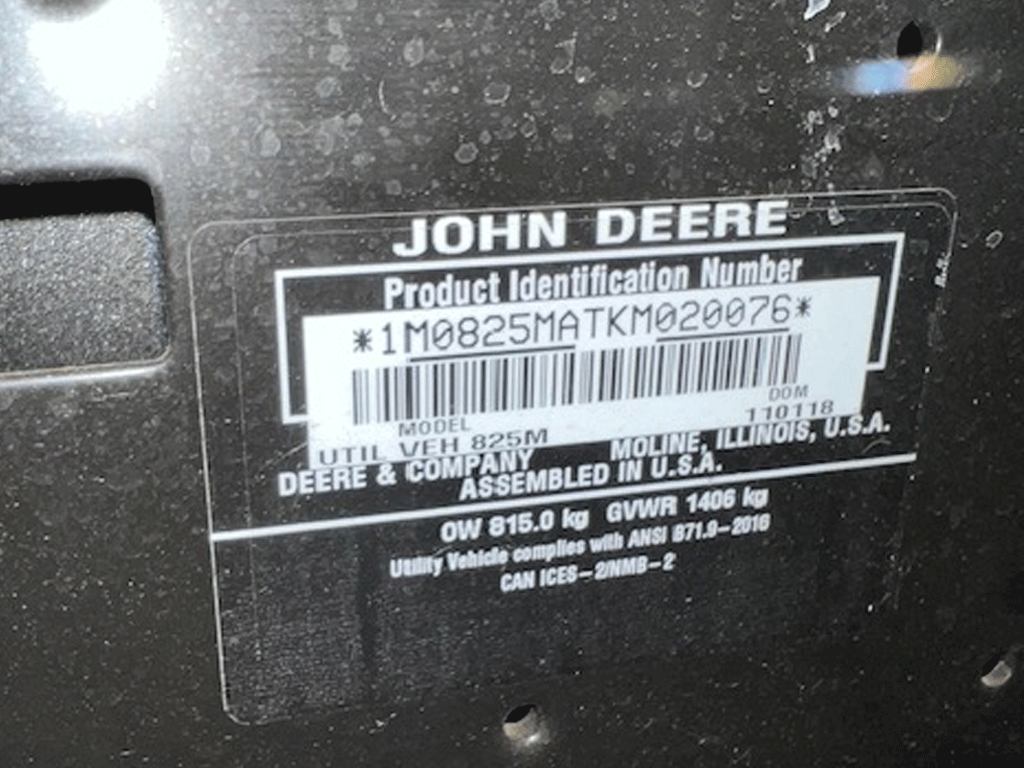 JOHN DEERE
Product Identification Number
*1M0825MATKM020076*
MODEL DOM
UTIL VEH 825M 110118
DEERE & COMPANY MOLINE, ILLINOIS, U.S.A.
ASSEMBLED IN U.S.A.
OW 815.0 kg GVWR 1406 kg
Utility Vehicle complies with ANSI B71.9-2016
CAN ICES-2/NMB-2